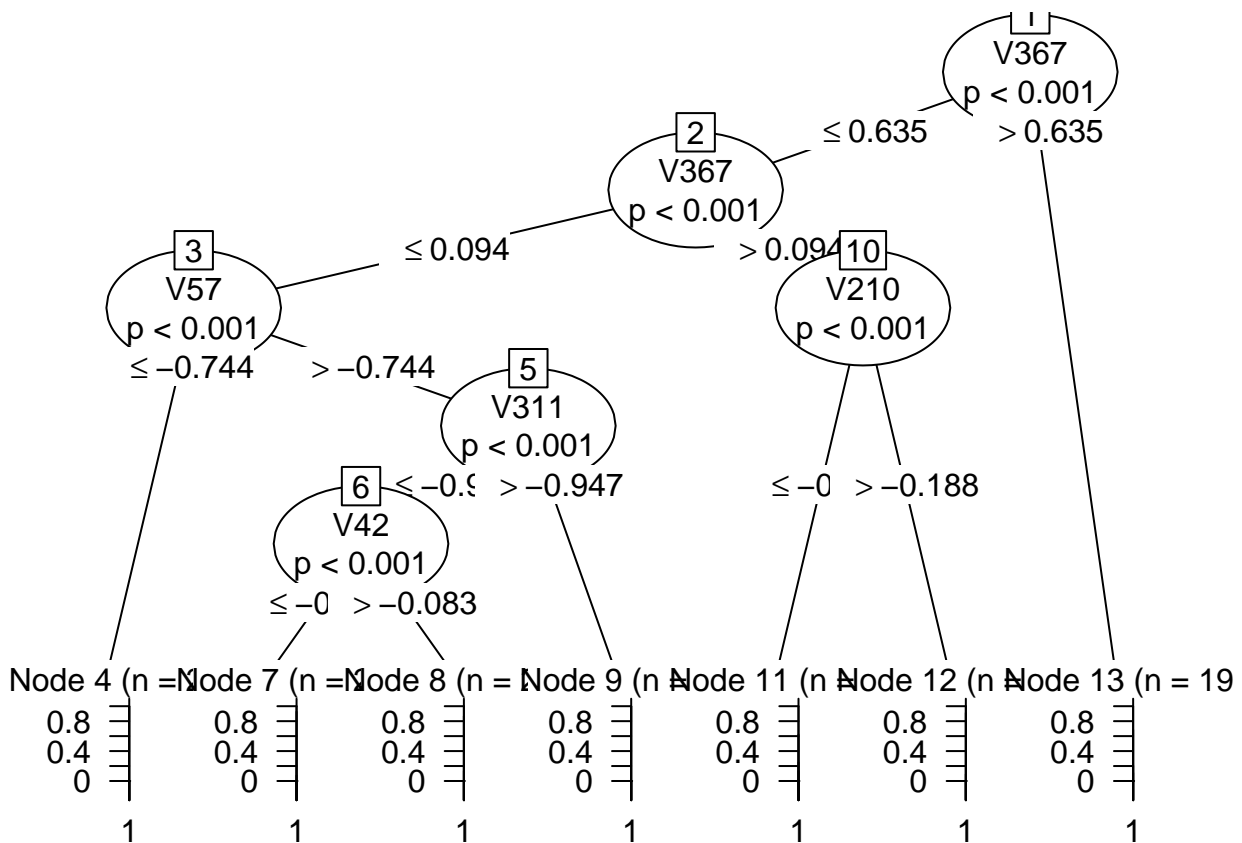 1
V367
p < 0.001
≤ 0.635
> 0.635
2
V367
p < 0.001
≤ 0.094
> 0.094
3
V57
p < 0.001
≤ −0.744
> −0.744
10
V210
p < 0.001
5
V311
p < 0.001
≤ −0.9
> −0.947
≤ −0
> −0.188
6
V42
p < 0.001
≤ −0
> −0.083
Node 4 (n =
Node 7 (n =
Node 8 (n =
Node 9 (n =
Node 11 (n =
Node 12 (n =
Node 13 (n = 19
0.8 0.8 0.8 0.8 0.8 0.8 0.8
0.4 0.4 0.4 0.4 0.4 0.4 0.4
0 0 0 0 0 0 0
1 1 1 1 1 1 1